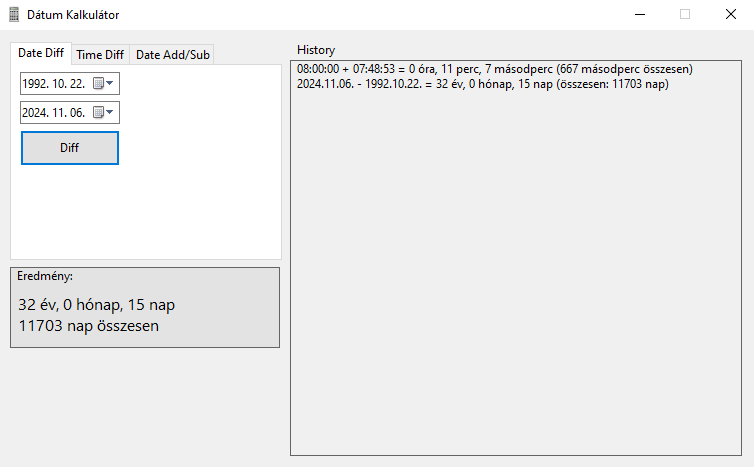 Dátum Kalkulátor
Date Diff Time Diff Date Add/Sub
1992. 10. 22.
2024. 11. 06.
Diff
Eredmény:
32 év, 0 hónap, 15 nap
11703 nap összesen
History
08:00:00 + 07:48:53 = 0 óra, 11 perc, 7 másodperc (667 másodperc összesen)
2024.11.06. - 1992.10.22. = 32 év, 0 hónap, 15 nap (összesen: 11703 nap)